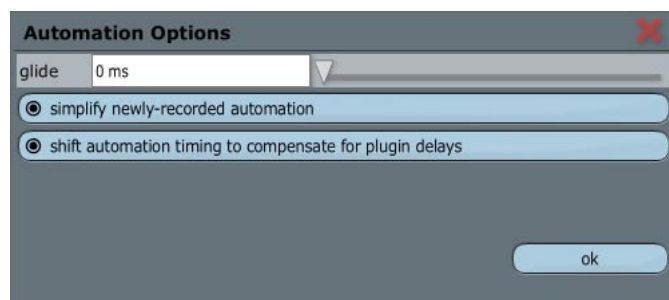 Automation Options
glide 0 ms
simplify newly-recorded automation
shift automation timing to compensate for plugin delays
ok